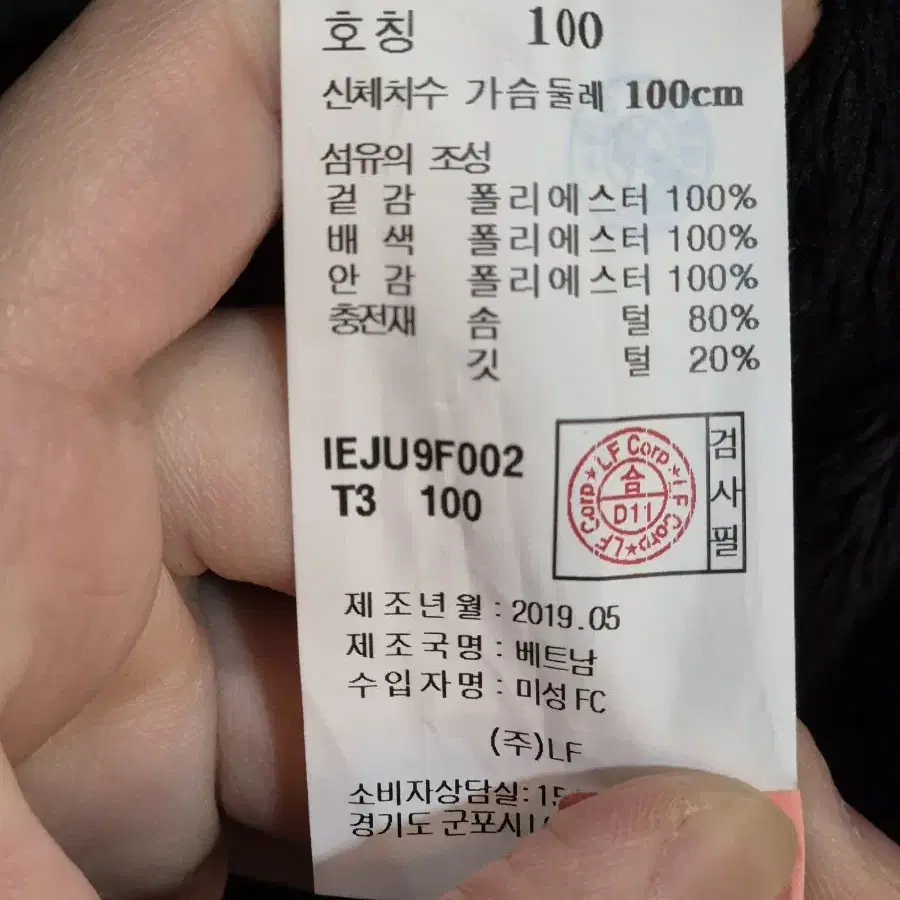 호칭 100
신체치수 가슴둘레 100cm
섬유의 조성
겉 감 폴리에스터 100%
배 색 폴리에스터 100%
안 감 폴리에스터 100%
충전재 솜 털 80%
깃 털 20%
IEJU9F002
T3 100
LF Corp★LF Corp★LF Corp★
合
D11
검사필
제조년월 : 2019.05
제조국명 : 베트남
수입자명 : 미성 FC
(주)LF
소비자상담실: 15
경기도 군포시